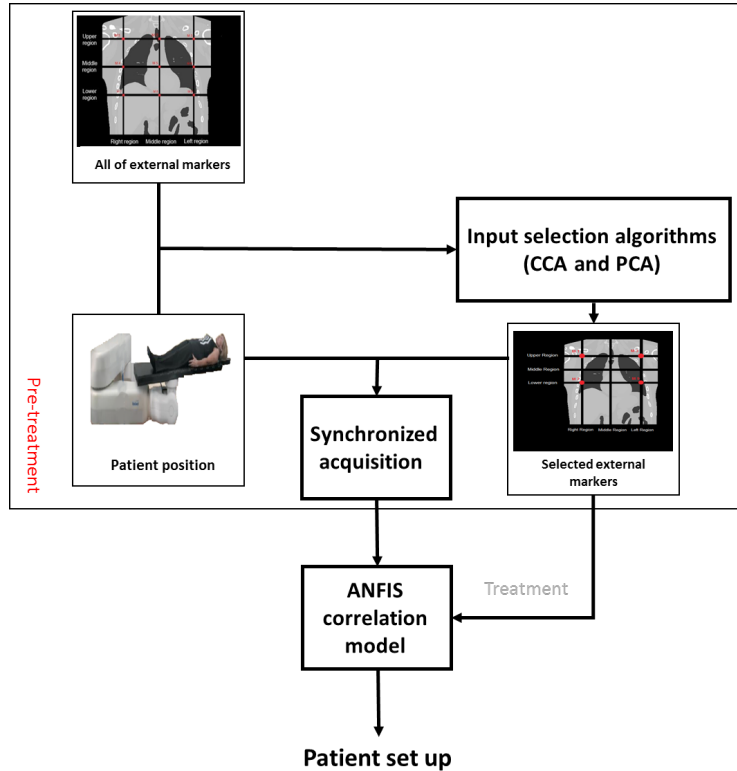 Upper
region
Middle
region
Lower
region
Right region Middle region Left region
All of external markers
Input selection algorithms
(CCA and PCA)
Upper Region
Middle Region
Lower region
Right Region Middle Region Left Region
Selected external
markers
Patient position
Synchronized
acquisition
Pre-treatment
ANFIS
correlation
model
Treatment
Patient set up